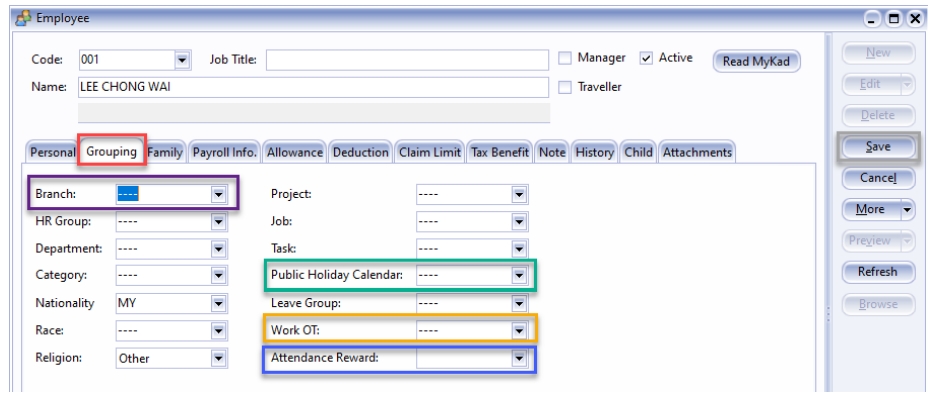 Employee
Code: 001 Job Title: Manager Active Read MyKad
Name: LEE CHONG WAI Traveller
Personal Grouping Family Payroll Info. Allowance Deduction Claim Limit Tax Benefit Note History Child Attachments
Branch: ---- Project: ----
HR Group: ---- Job: ----
Department: ---- Task: ----
Category: ---- Public Holiday Calendar: ----
Nationality MY Leave Group: ----
Race: ---- Work OT: ----
Religion: Other Attendance Reward:
New
Edit
Delete
Save
Cancel
More
Preview
Refresh
Browse